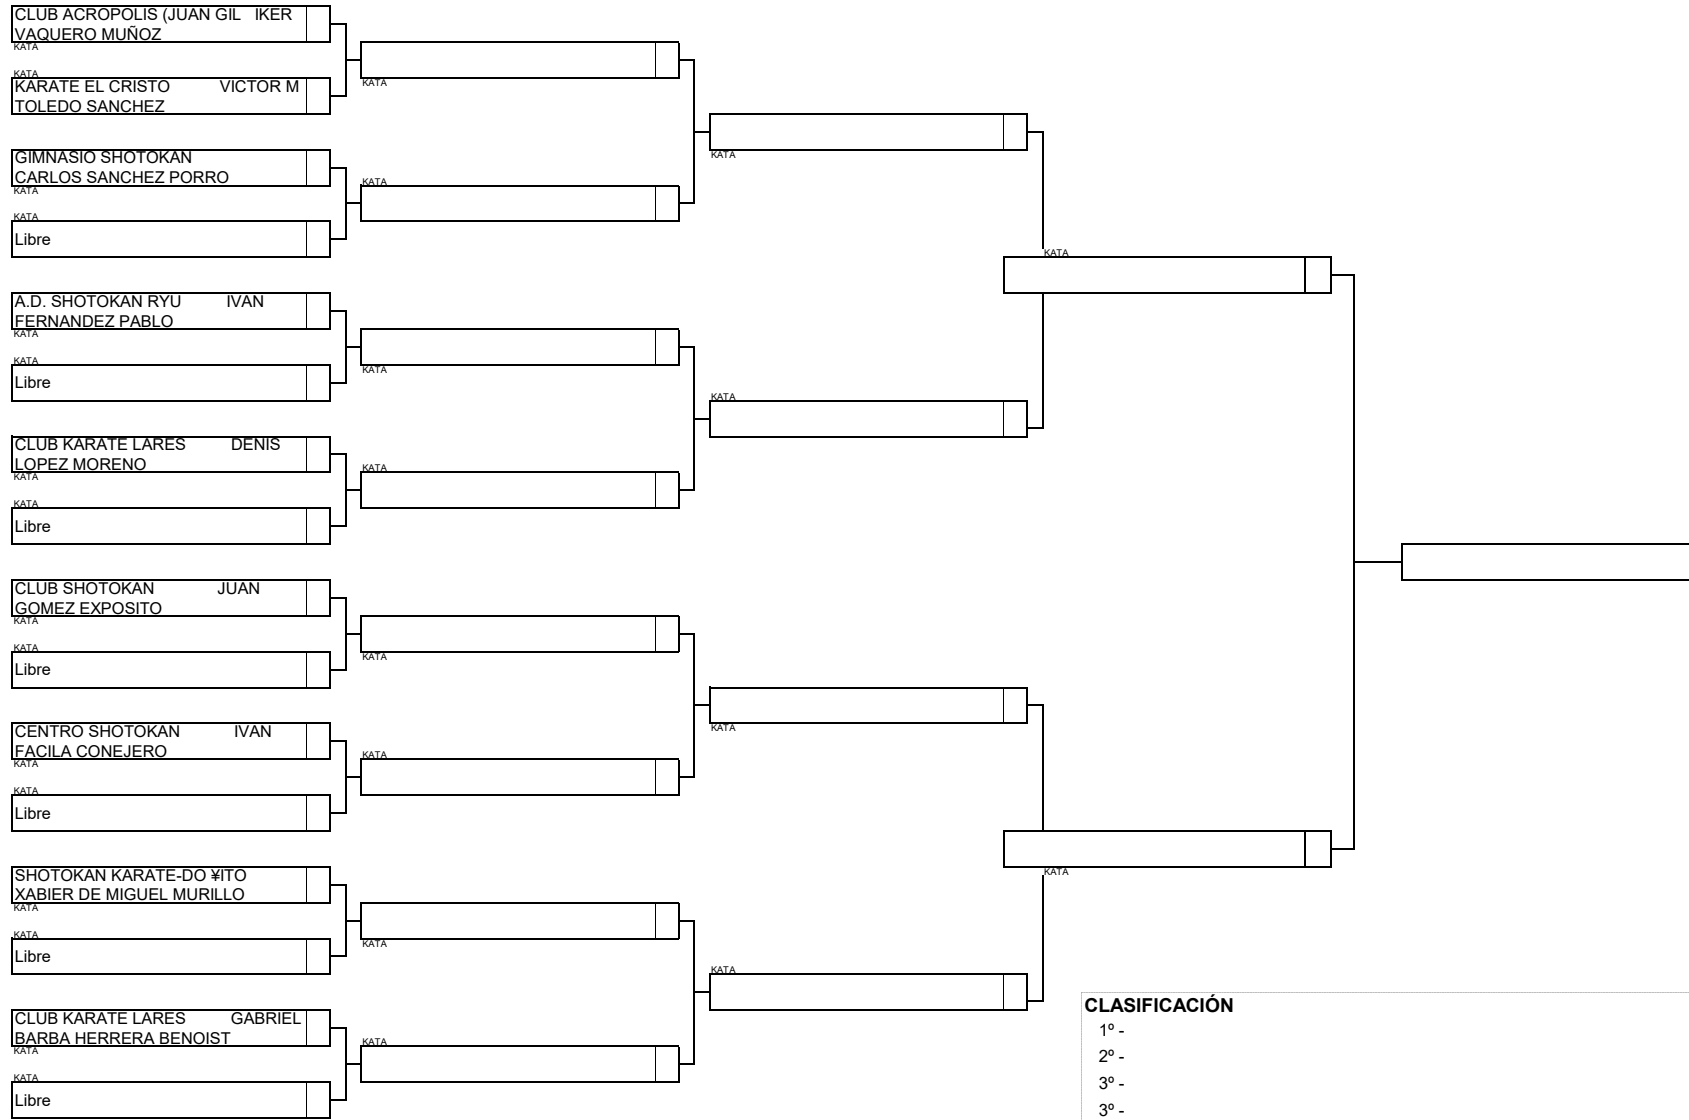 CLUB ACROPOLIS (JUAN GIL IKER
VAQUERO MUÑOZ
KATA
KATA
KARATE EL CRISTO VICTOR M
TOLEDO SANCHEZ
KATA
GIMNASIO SHOTOKAN
CARLOS SANCHEZ PORRO
KATA
KATA
Libre
KATA
KATA
KATA
A.D. SHOTOKAN RYU IVAN
FERNANDEZ PABLO
KATA
KATA
Libre
KATA
KATA
CLUB KARATE LARES DENIS
LOPEZ MORENO
KATA
KATA
Libre
KATA
CLUB SHOTOKAN JUAN
GOMEZ EXPOSITO
KATA
KATA
Libre
KATA
CENTRO SHOTOKAN IVAN
FACILA CONEJERO
KATA
KATA
Libre
KATA
KATA
SHOTOKAN KARATE-DO ¥ITO
XABIER DE MIGUEL MURILLO
KATA
KATA
Libre
KATA
KATA
KATA
CLUB KARATE LARES GABRIEL
BARBA HERRERA BENOIST
KATA
KATA
Libre
KATA
CLASIFICACIÓN
1º -
2º -
3º -
3º -